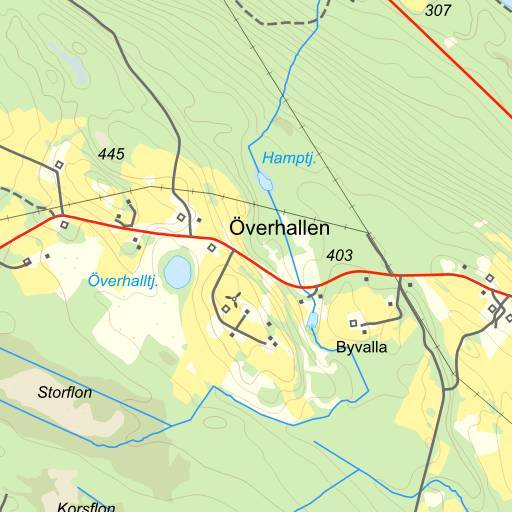 307
445
Hamptj.
Överhallen
403
Överhalltj.
Byvalla
Storflon
Korsflon